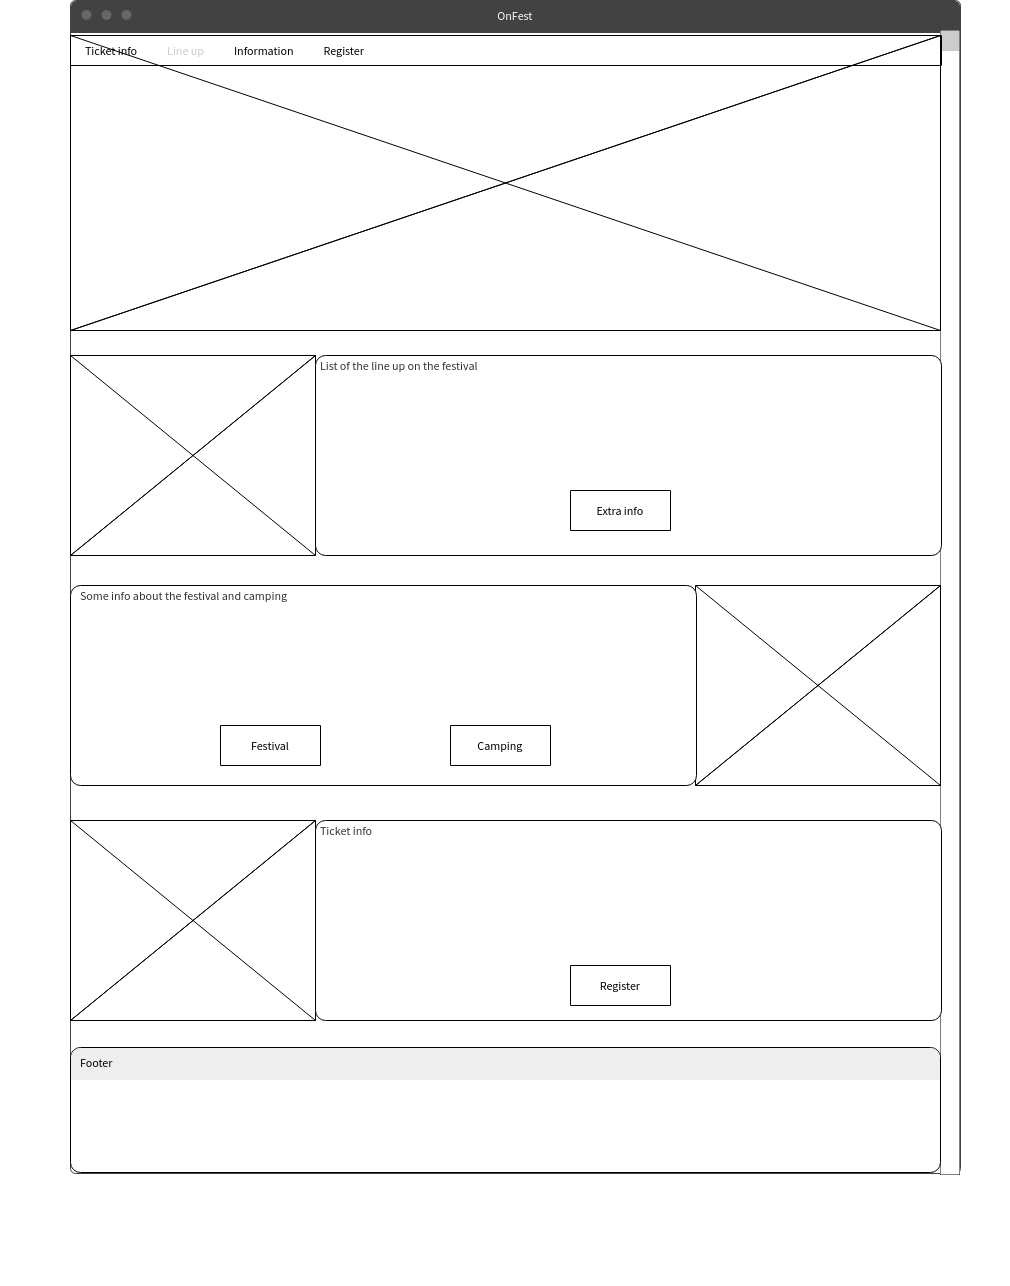 OnFest
Ticket info Line up Information Register
List of the line up on the festival
Extra info
Some info about the festival and camping
Festival Camping
Ticket info
Register
Footer